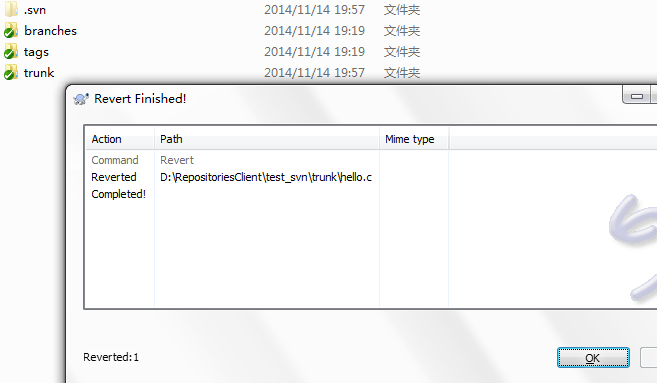 .svn 2014/11/14 19:57 文件夹
branches 2014/11/14 19:19 文件夹
tags 2014/11/14 19:19 文件夹
trunk 2014/11/14 19:57 文件夹
Revert Finished!
Action Path Mime type
Command Revert
Reverted D:\RepositoriesClient\test_svn\trunk\hello.c
Completed!
Reverted:1
OK